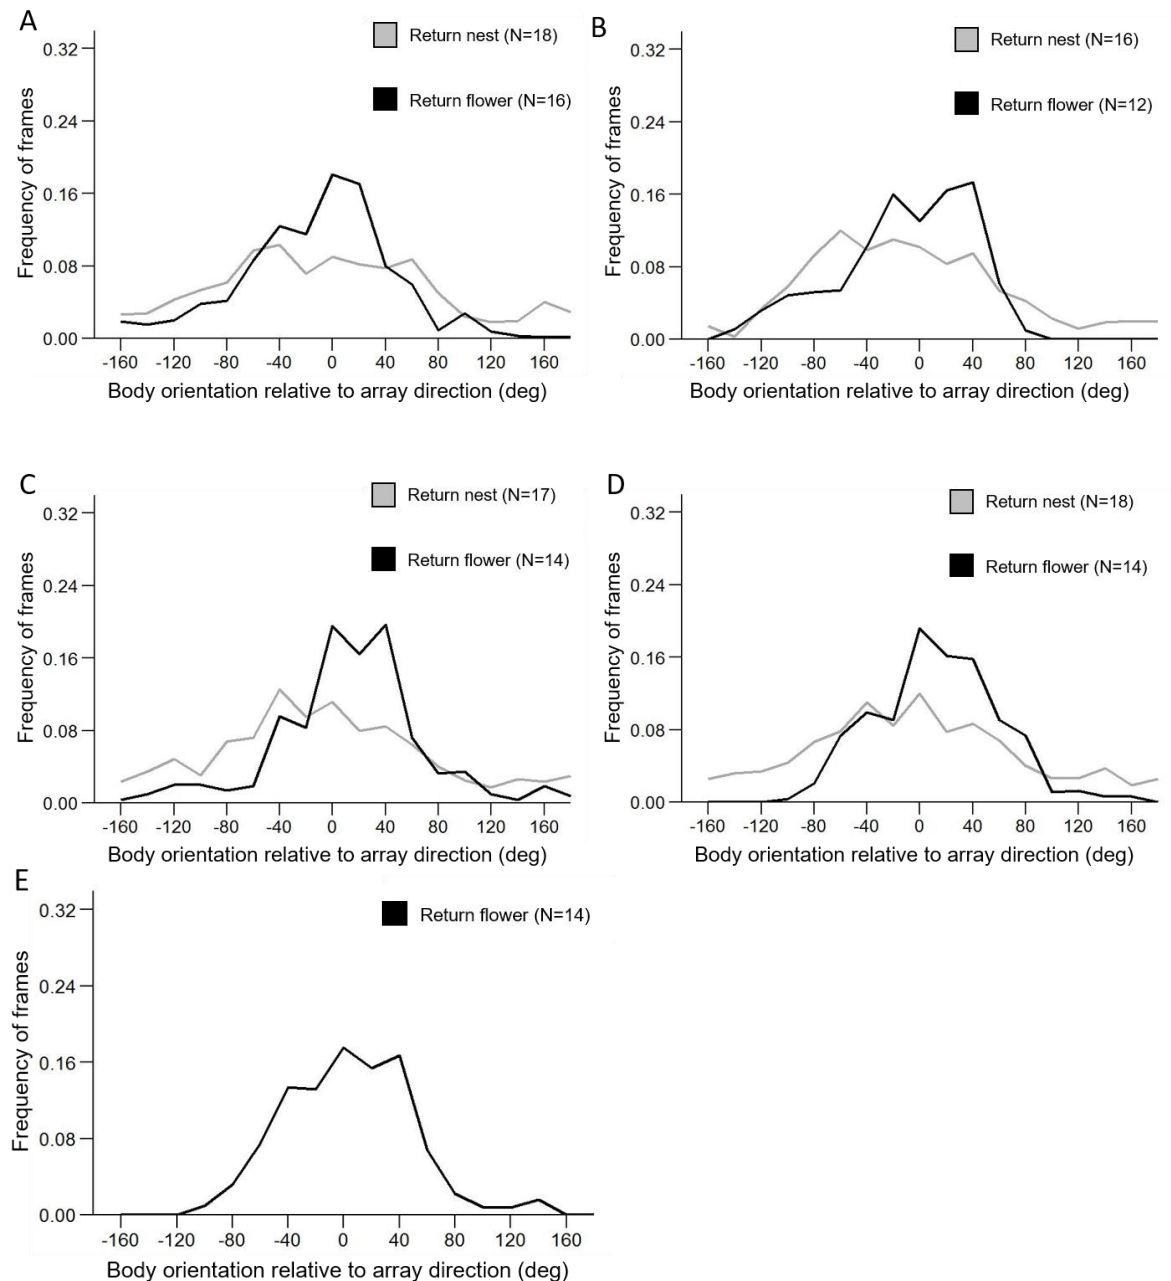 A
Return nest (N=18)
Return flower (N=16)
Frequency of frames
0.32
0.24
0.16
0.08
0.00
-160 -120 -80 -40 0 40 80 120 160
Body orientation relative to array direction (deg)
B
Return nest (N=16)
Return flower (N=12)
Frequency of frames
0.32
0.24
0.16
0.08
0.00
-160 -120 -80 -40 0 40 80 120 160
Body orientation relative to array direction (deg)
C
Return nest (N=17)
Return flower (N=14)
Frequency of frames
0.32
0.24
0.16
0.08
0.00
-160 -120 -80 -40 0 40 80 120 160
Body orientation relative to array direction (deg)
D
Return nest (N=18)
Return flower (N=14)
Frequency of frames
0.32
0.24
0.16
0.08
0.00
-160 -120 -80 -40 0 40 80 120 160
Body orientation relative to array direction (deg)
E
Return flower (N=14)
Frequency of frames
0.32
0.24
0.16
0.08
0.00
-160 -120 -80 -40 0 40 80 120 160
Body orientation relative to array direction (deg)